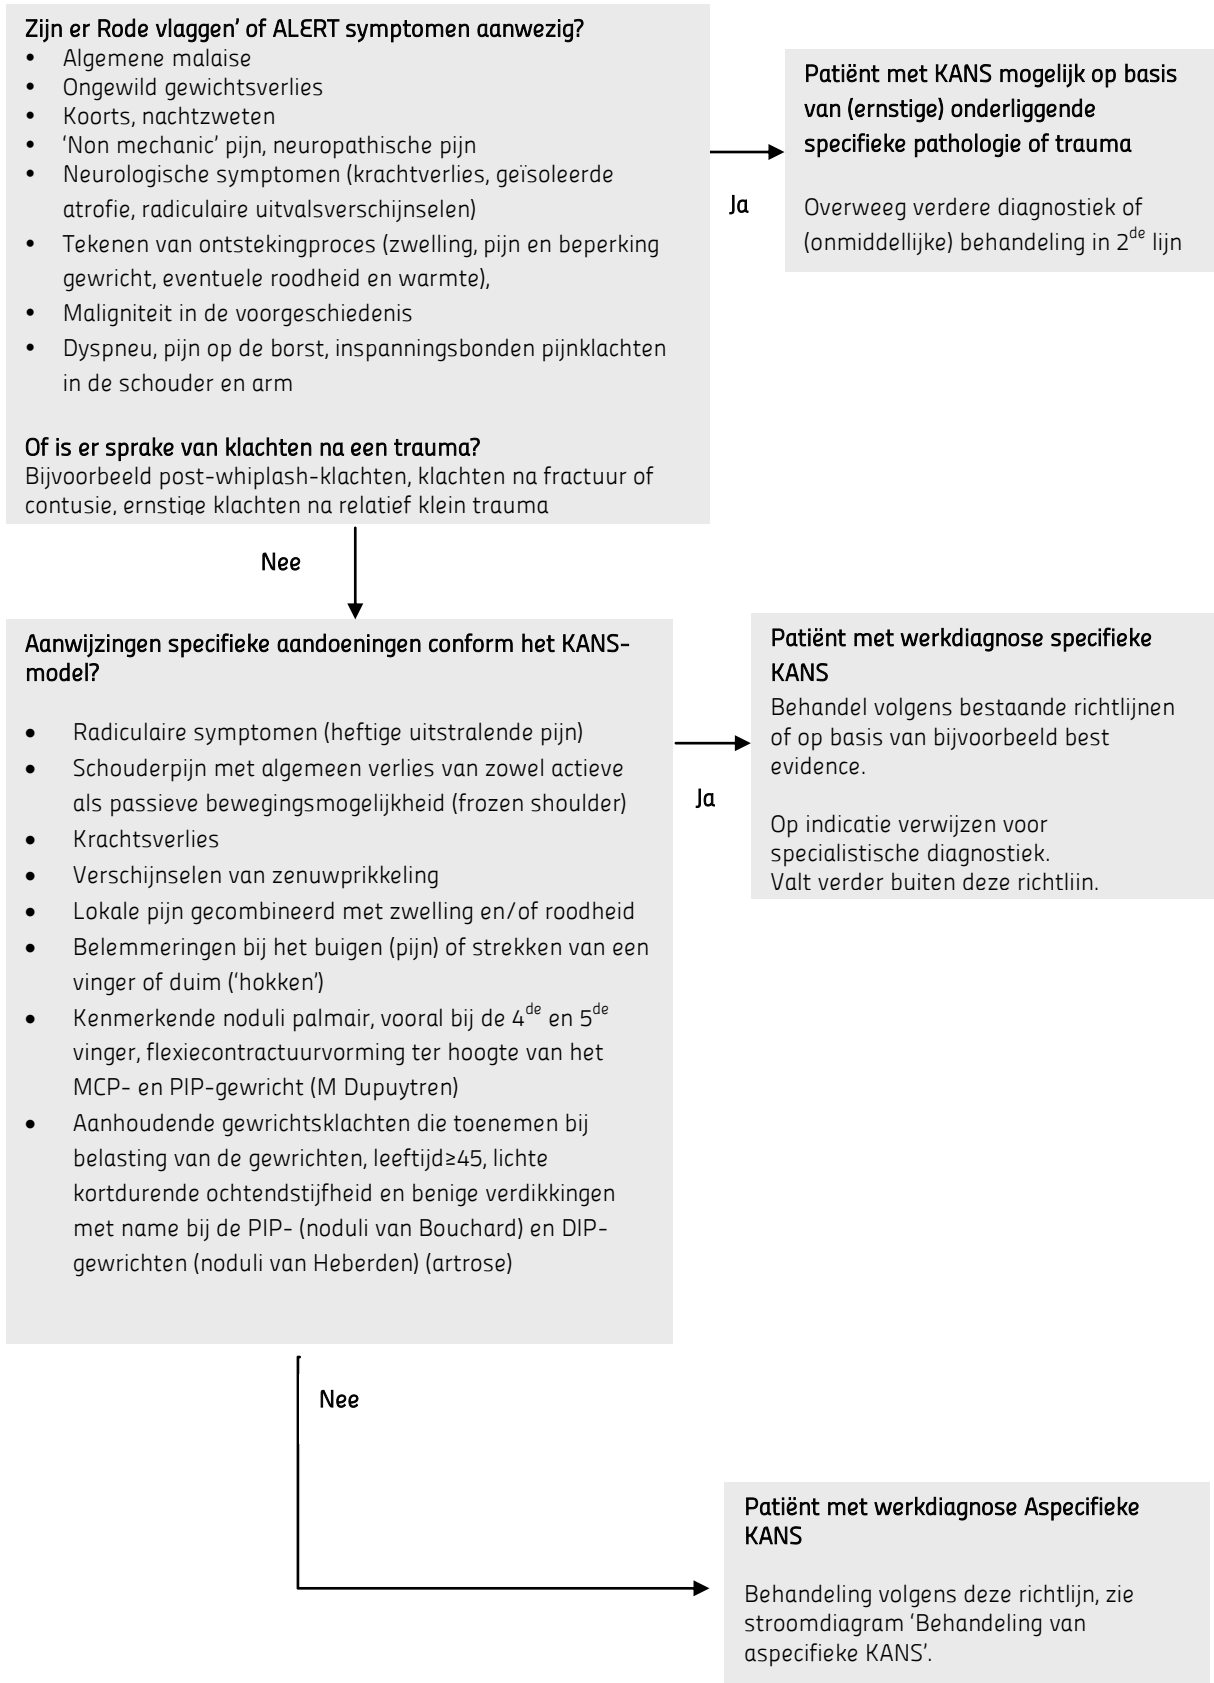 Zijn er Rode vlaggen’ of ALERT symptomen aanwezig?
• Algemene malaise
• Ongewild gewichtsverlies
• Koorts, nachtzweten
• ‘Non mechanic’ pijn, neuropathische pijn
• Neurologische symptomen (krachtverlies, geïsoleerde
atrofie, radiculaire uitvalsverschijnselen)
• Tekenen van ontstekingproces (zwelling, pijn en beperking
gewricht, eventuele roodheid en warmte),
• Maligniteit in de voorgeschiedenis
• Dyspneu, pijn op de borst, inspanningsbonden pijnklachten
in de schouder en arm
Of is er sprake van klachten na een trauma?
Bijvoorbeeld post-whiplash-klachten, klachten na fractuur of
contusie, ernstige klachten na relatief klein trauma
Ja
Patiënt met KANS mogelijk op basis
van (ernstige) onderliggende
specifieke pathologie of trauma
Overweeg verdere diagnostiek of
(onmiddellijke) behandeling in 2de lijn
Nee
Aanwijzingen specifieke aandoeningen conform het KANS-
model?
• Radiculaire symptomen (heftige uitstralende pijn)
• Schouderpijn met algemeen verlies van zowel actieve
als passieve bewegingsmogelijkheid (frozen shoulder)
• Krachtsverlies
• Verschijnselen van zenuwprikkeling
• Lokale pijn gecombineerd met zwelling en/of roodheid
• Belemmeringen bij het buigen (pijn) of strekken van een
vinger of duim (‘hokken’)
• Kenmerkende noduli palmair, vooral bij de 4de en 5de
vinger, flexiecontractuurvorming ter hoogte van het
MCP- en PIP-gewricht (M Dupuytren)
• Aanhoudende gewrichtsklachten die toenemen bij
belasting van de gewrichten, leeftijd≥45, lichte
kortdurende ochtendstijfheid en benige verdikkingen
met name bij de PIP- (noduli van Bouchard) en DIP-
gewrichten (noduli van Heberden) (artrose)
Ja
Patiënt met werkdiagnose specifieke
KANS
Behandel volgens bestaande richtlijnen
of op basis van bijvoorbeeld best
evidence.
Op indicatie verwijzen voor
specialistische diagnostiek.
Valt verder buiten deze richtlijn.
Nee
Patiënt met werkdiagnose Aspecifieke
KANS
Behandeling volgens deze richtlijn, zie
stroomdiagram ‘Behandeling van
aspecifieke KANS’.